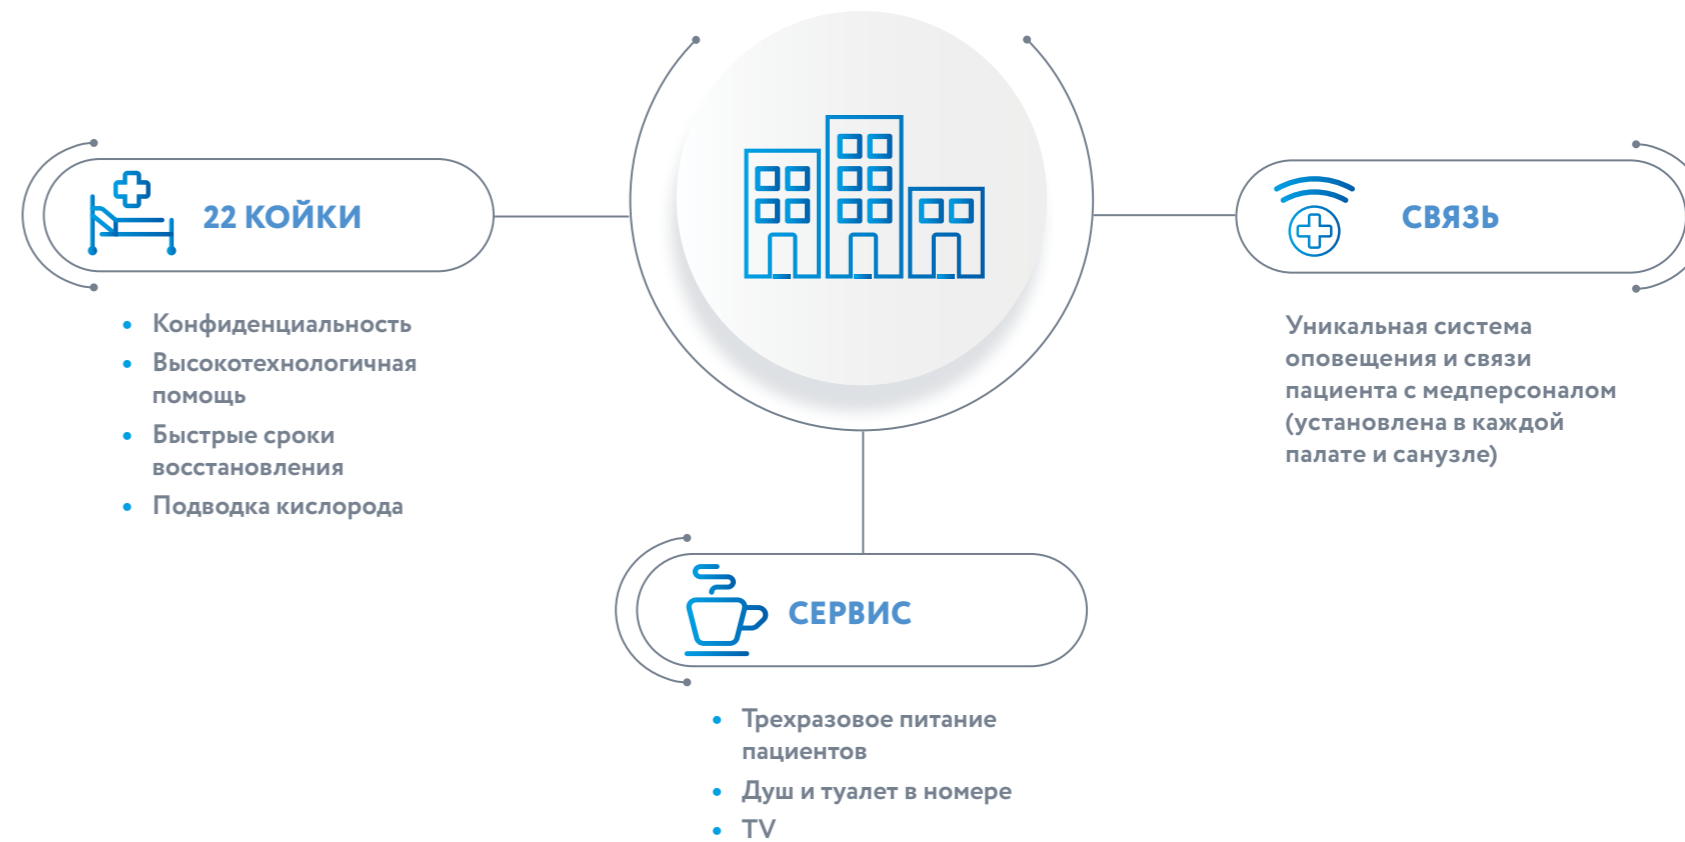 22 КОЙКИ
• Конфиденциальность
• Высокотехнологичная
помощь
• Быстрые сроки
восстановления
• Подводка кислорода
СЕРВИС
• Трехразовое питание
пациентов
• Душ и туалет в номере
• TV
СВЯЗЬ
Уникальная система
оповещения и связи
пациента с медперсоналом
(установлена в каждой
палате и санузле)